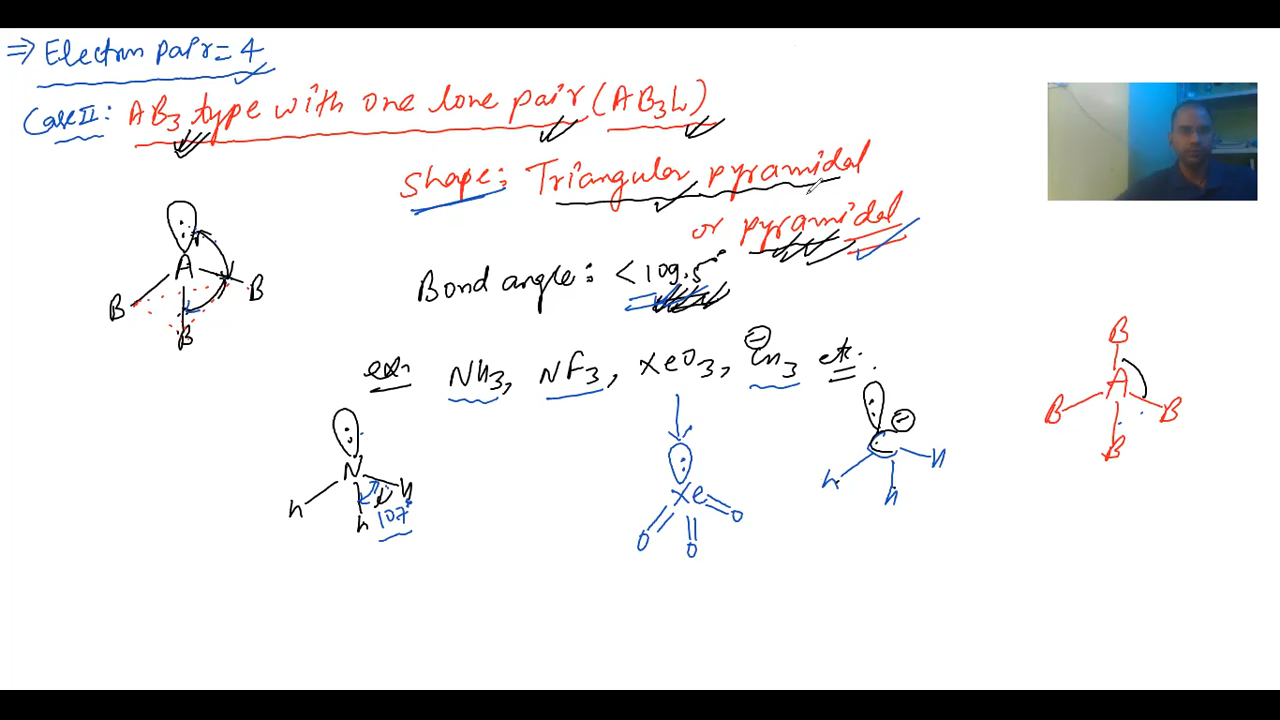 ⇒ Electron pair = 4
Case II: AB₃ type with one lone pair (AB₃L)
Shape: Triangular pyramidal
or pyramidal
Bond angle: < 109.5°
ex: NH₃, NF₃, XeO₃, ⊖CH₃ etc.
A
B B
B
N
H H
H
107°
Xe
O O
O
C ⊖
H H
H
B
A
B B
B